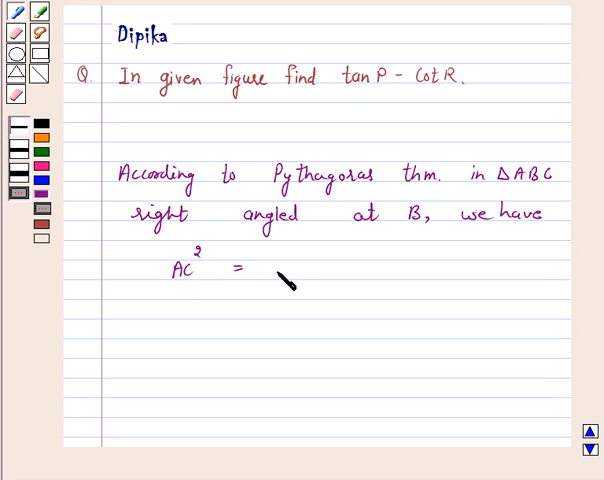 Dipika
Q. In given figure find tan P - Cot R.
According to Pythagoras thm. in ΔABC
right angled at B, we have
AC² =